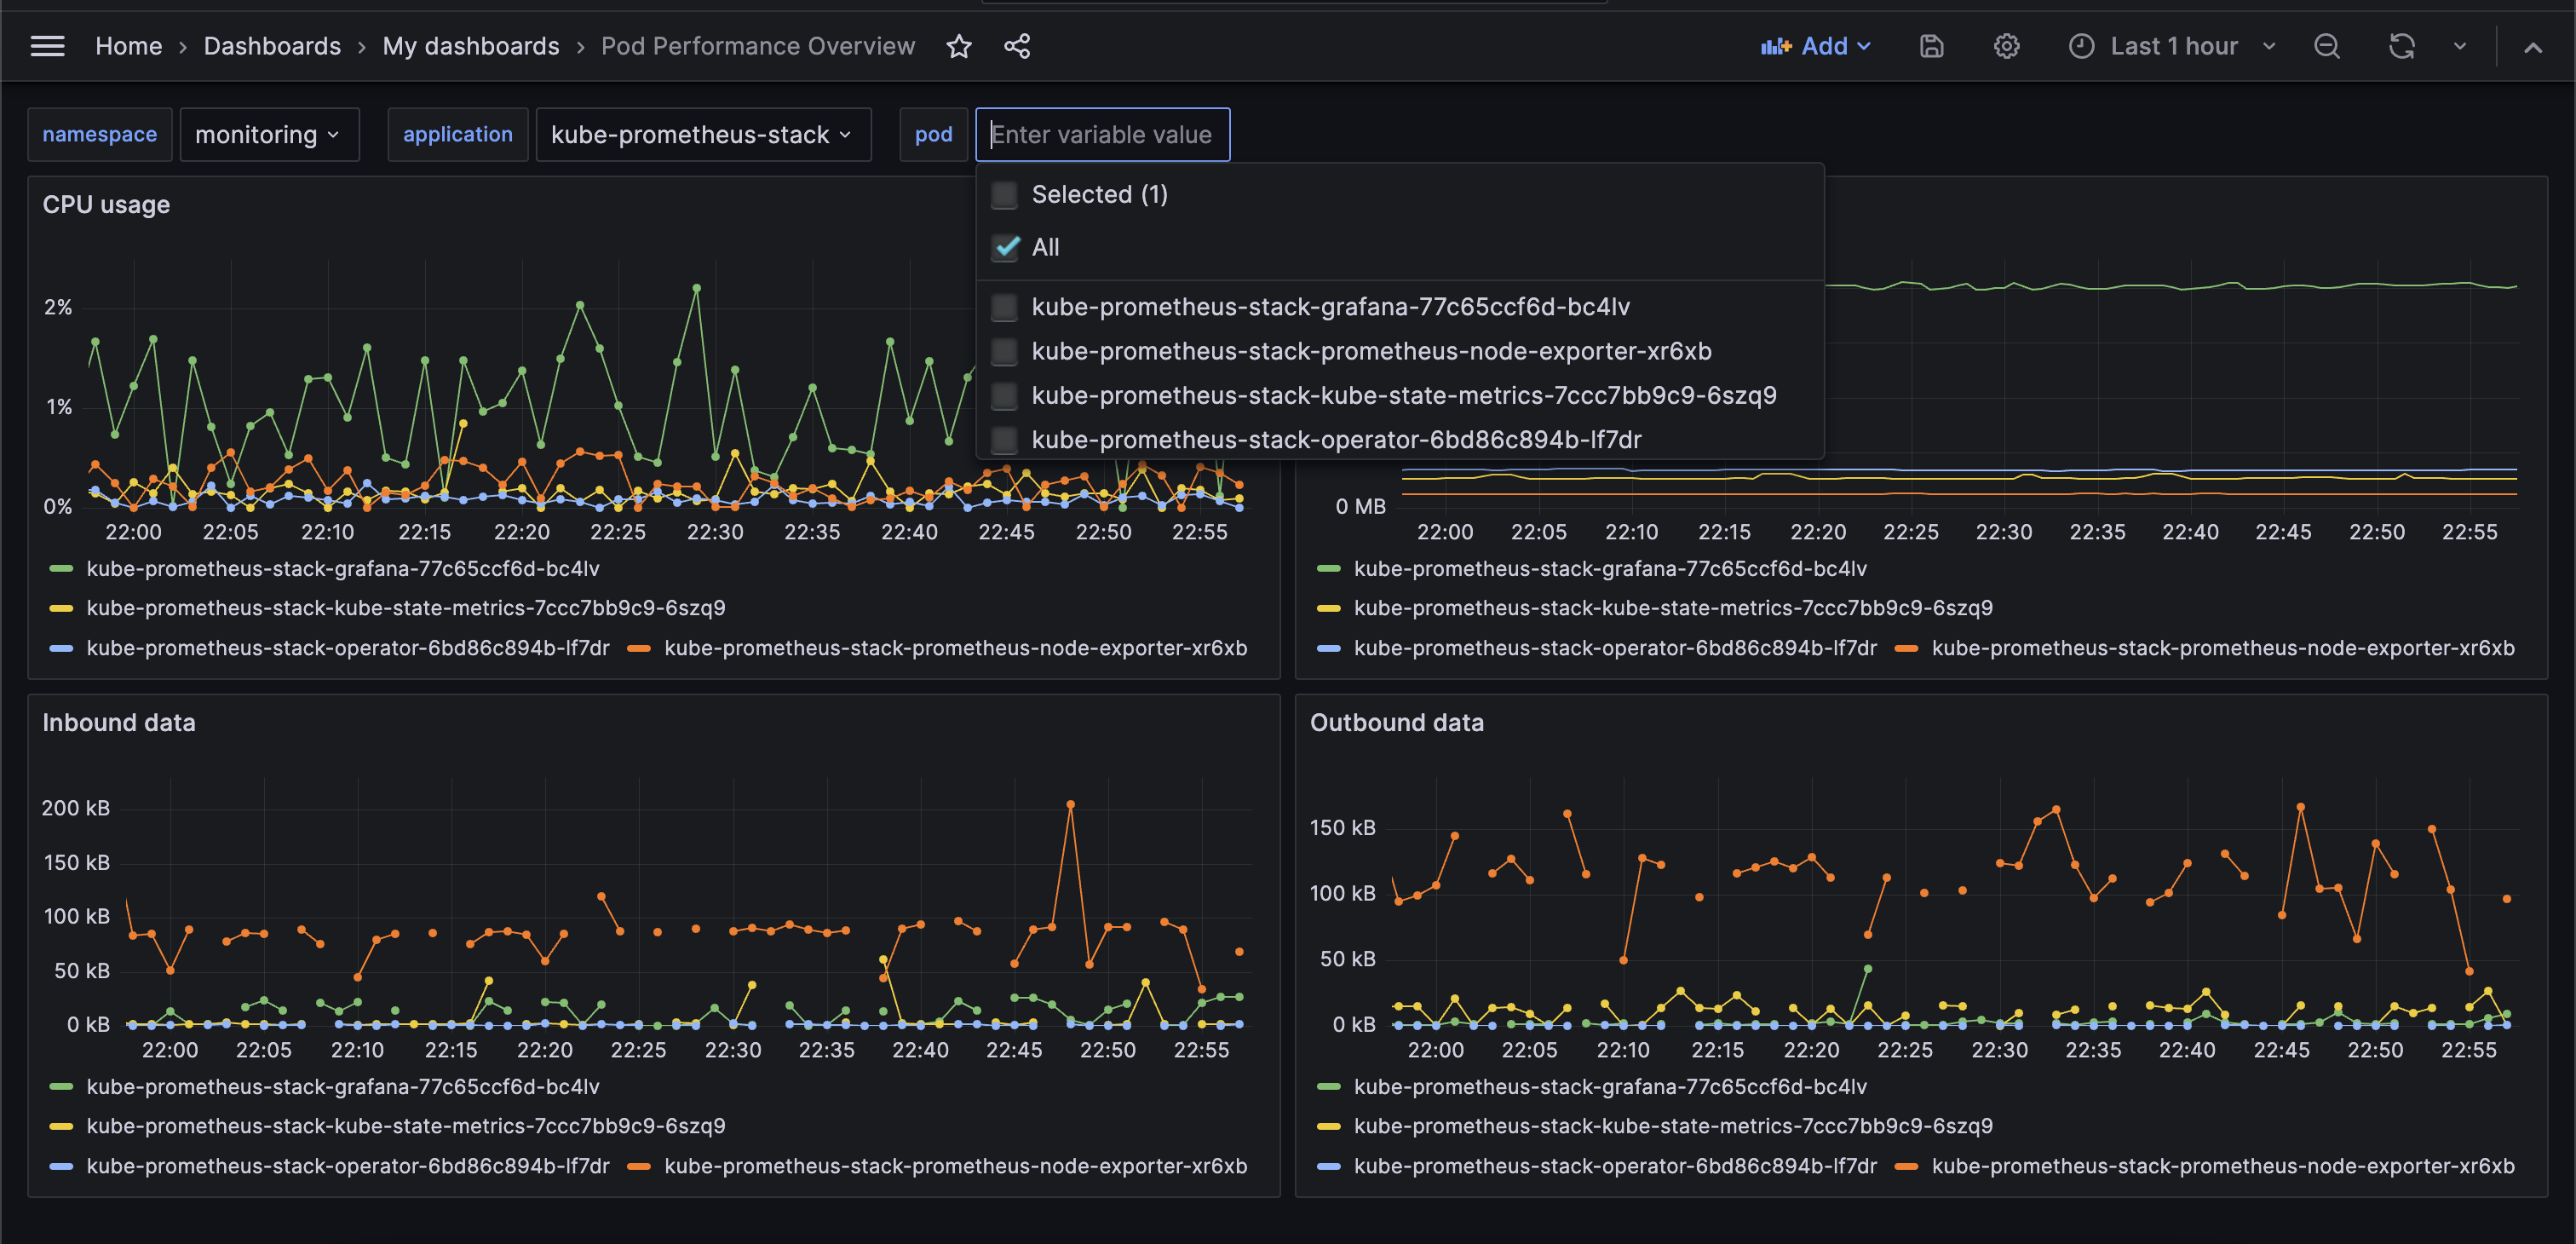 Home › Dashboards › My dashboards › Pod Performance Overview
Add
Last 1 hour
namespace monitoring application kube-prometheus-stack pod Enter variable value
Selected (1)
All
kube-prometheus-stack-grafana-77c65ccf6d-bc4lv
kube-prometheus-stack-prometheus-node-exporter-xr6xb
kube-prometheus-stack-kube-state-metrics-7ccc7bb9c9-6szq9
kube-prometheus-stack-operator-6bd86c894b-lf7dr
CPU usage
2%
1%
0%
22:00 22:05 22:10 22:15 22:20 22:25 22:30 22:35 22:40 22:45 22:50 22:55
kube-prometheus-stack-grafana-77c65ccf6d-bc4lv
kube-prometheus-stack-kube-state-metrics-7ccc7bb9c9-6szq9
kube-prometheus-stack-operator-6bd86c894b-lf7dr kube-prometheus-stack-prometheus-node-exporter-xr6xb
0 MB
22:00 22:05 22:10 22:15 22:20 22:25 22:30 22:35 22:40 22:45 22:50 22:55
kube-prometheus-stack-grafana-77c65ccf6d-bc4lv
kube-prometheus-stack-kube-state-metrics-7ccc7bb9c9-6szq9
kube-prometheus-stack-operator-6bd86c894b-lf7dr kube-prometheus-stack-prometheus-node-exporter-xr6xb
Inbound data
200 kB
150 kB
100 kB
50 kB
0 kB
22:00 22:05 22:10 22:15 22:20 22:25 22:30 22:35 22:40 22:45 22:50 22:55
kube-prometheus-stack-grafana-77c65ccf6d-bc4lv
kube-prometheus-stack-kube-state-metrics-7ccc7bb9c9-6szq9
kube-prometheus-stack-operator-6bd86c894b-lf7dr kube-prometheus-stack-prometheus-node-exporter-xr6xb
Outbound data
150 kB
100 kB
50 kB
0 kB
22:00 22:05 22:10 22:15 22:20 22:25 22:30 22:35 22:40 22:45 22:50 22:55
kube-prometheus-stack-grafana-77c65ccf6d-bc4lv
kube-prometheus-stack-kube-state-metrics-7ccc7bb9c9-6szq9
kube-prometheus-stack-operator-6bd86c894b-lf7dr kube-prometheus-stack-prometheus-node-exporter-xr6xb